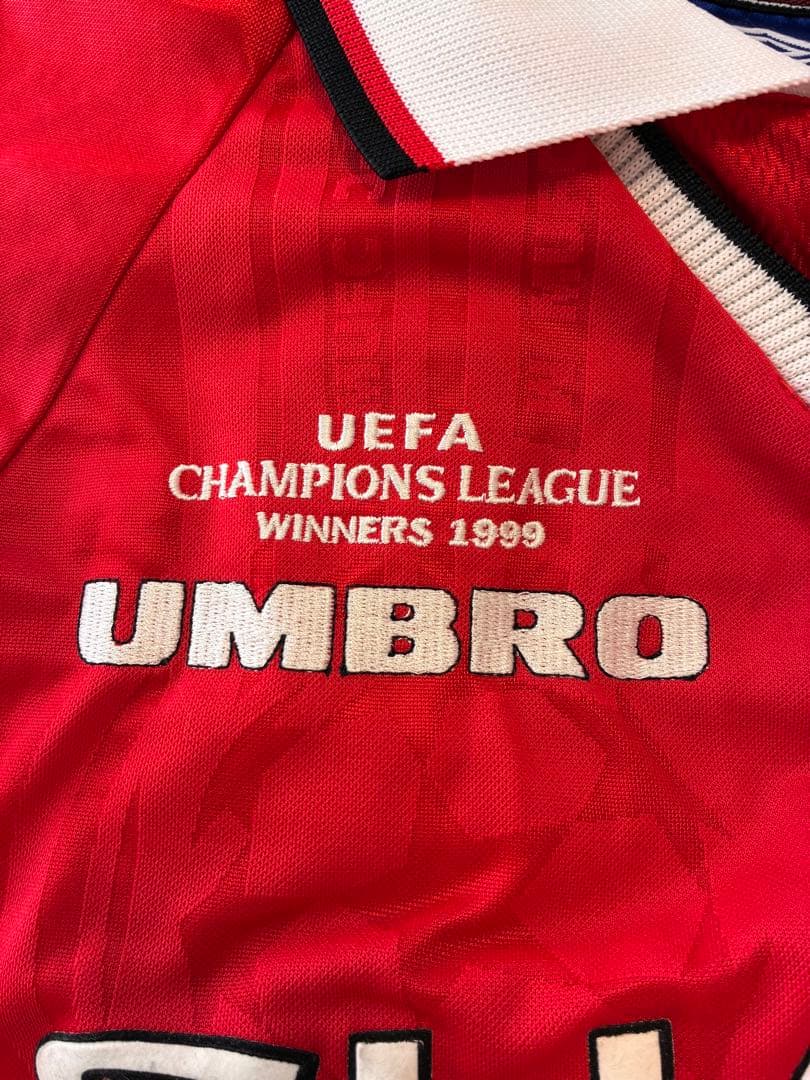 UEFA
CHAMPIONS LEAGUE
WINNERS 1999
UMBRO